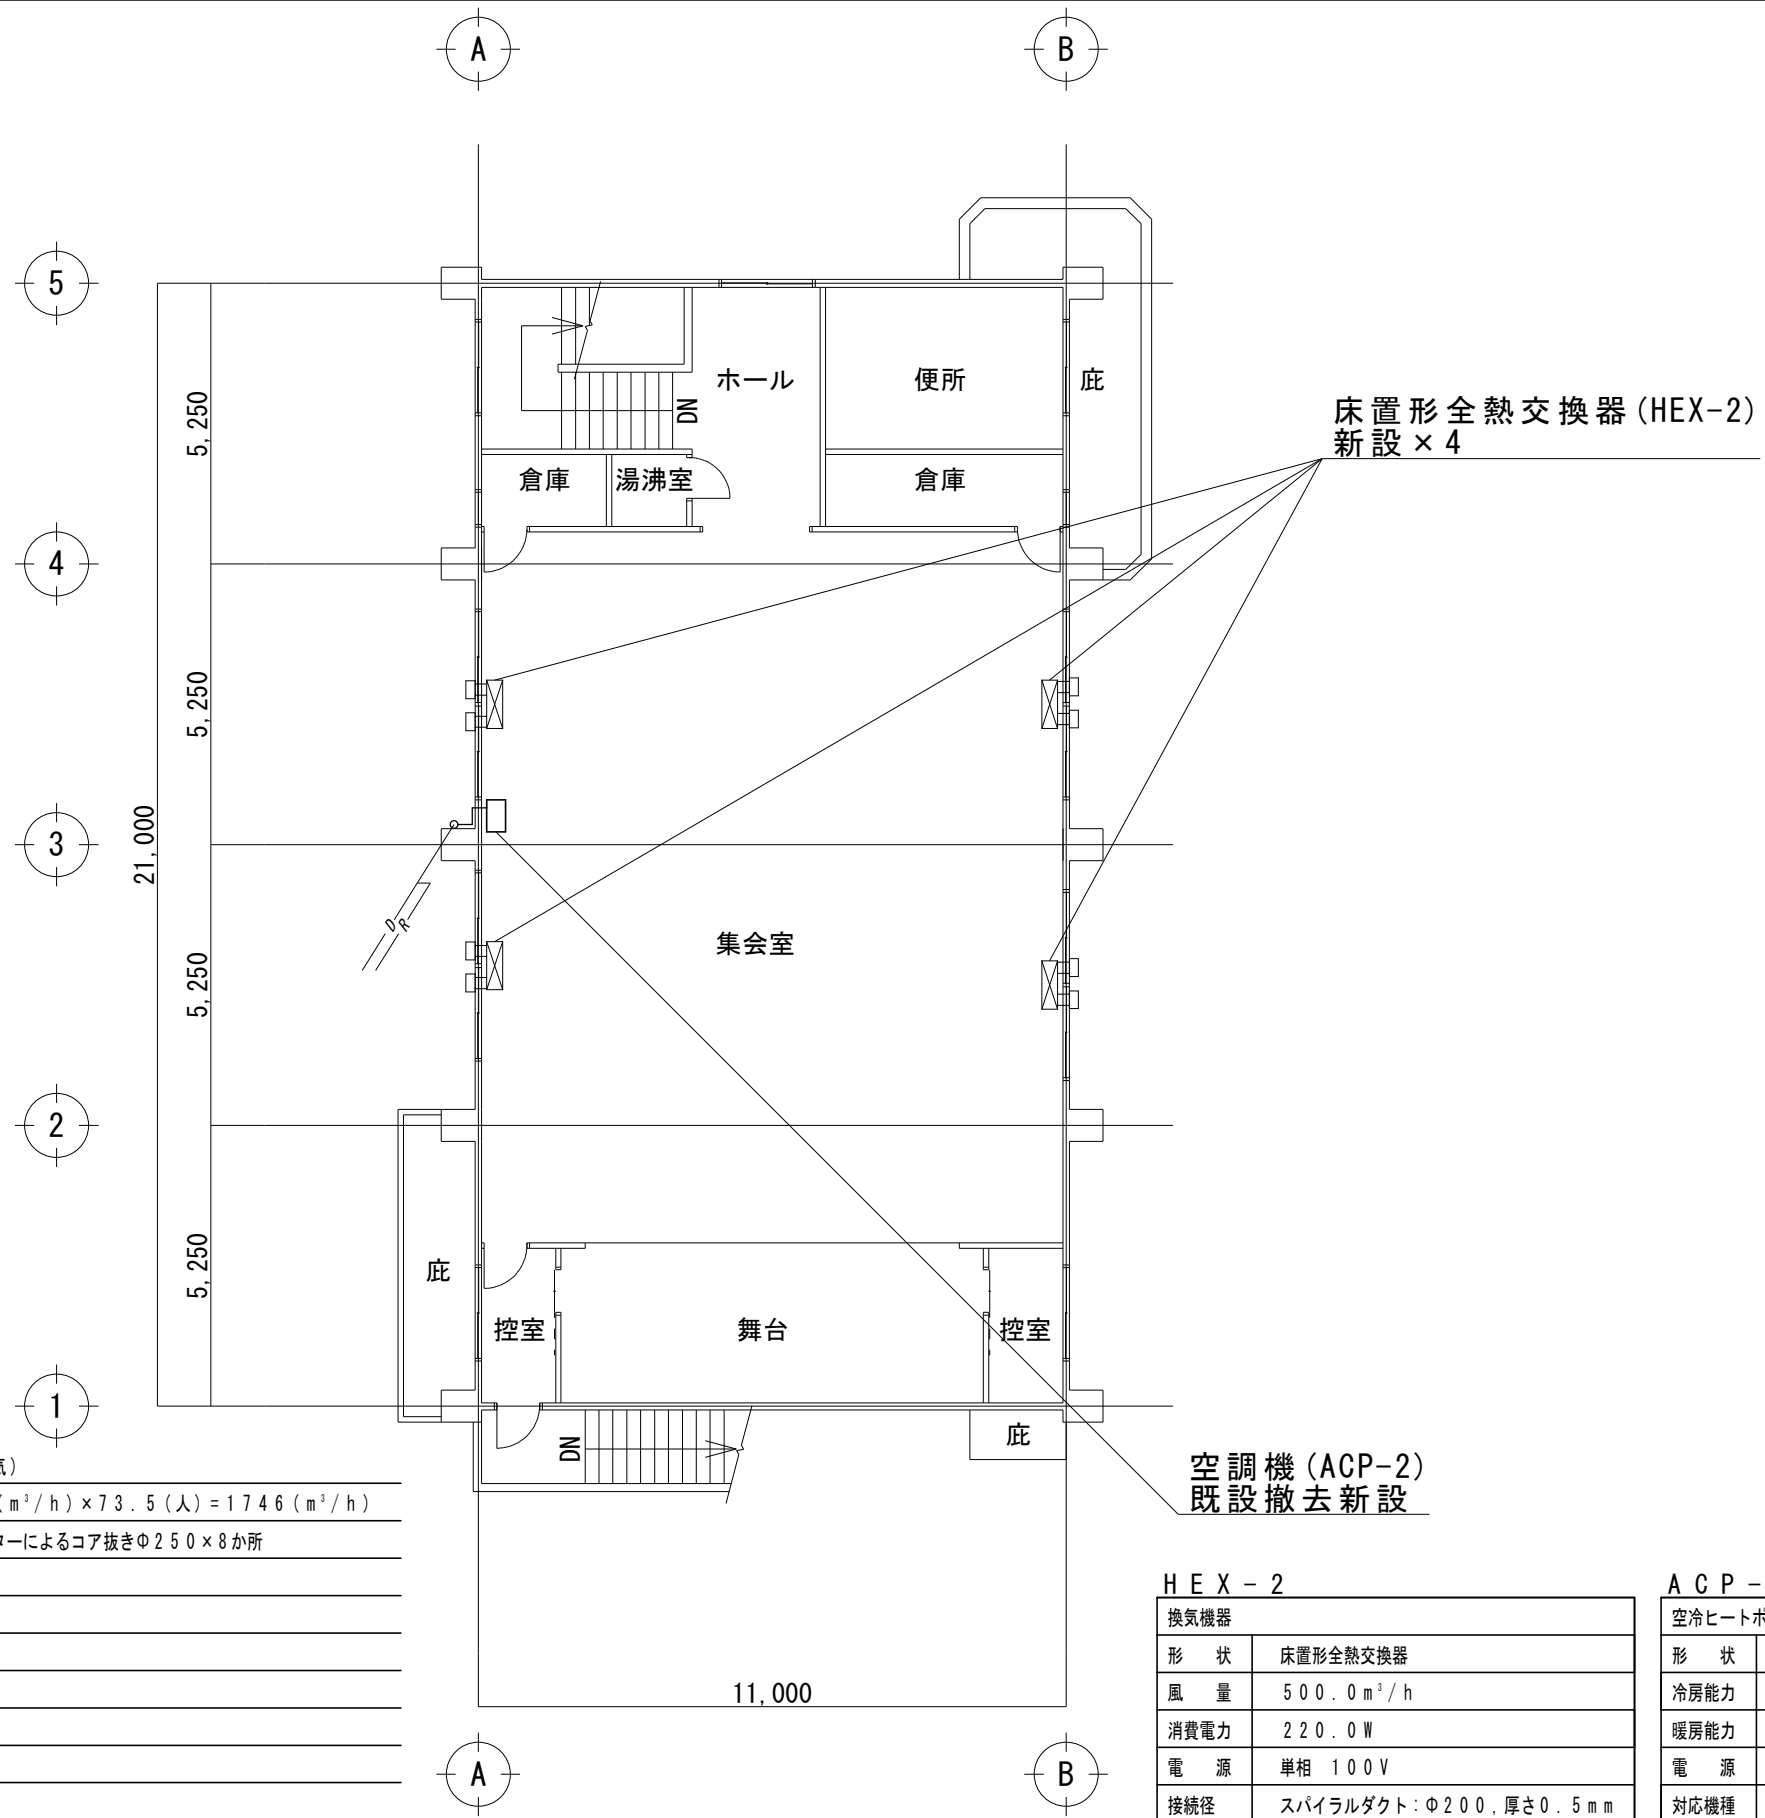 A
B
5
ホール
便所
庇
5,250
DN
床置形全熱交換器(HEX-2)
新設×4
倉庫
湯沸室
倉庫
4
5,250
21,000
3
D
R
集会室
5,250
2
5,250
庇
控室
舞台
控室
1
DN
庇
空調機(ACP-2)
既設撤去新設
(m³/h)×73.5(人)=1746(m³/h)
ーによるコア抜きΦ250×8か所
11,000
A
B
HEX-2
換気機器
形 状 床置形全熱交換器
風 量 500.0m³/h
消費電力 220.0W
電 源 単相 100V
接続径 スパイラルダクト:Φ200,厚さ0.5mm
ACP-
空冷ヒートポ
形 状
冷房能力
暖房能力
電 源
対応機種